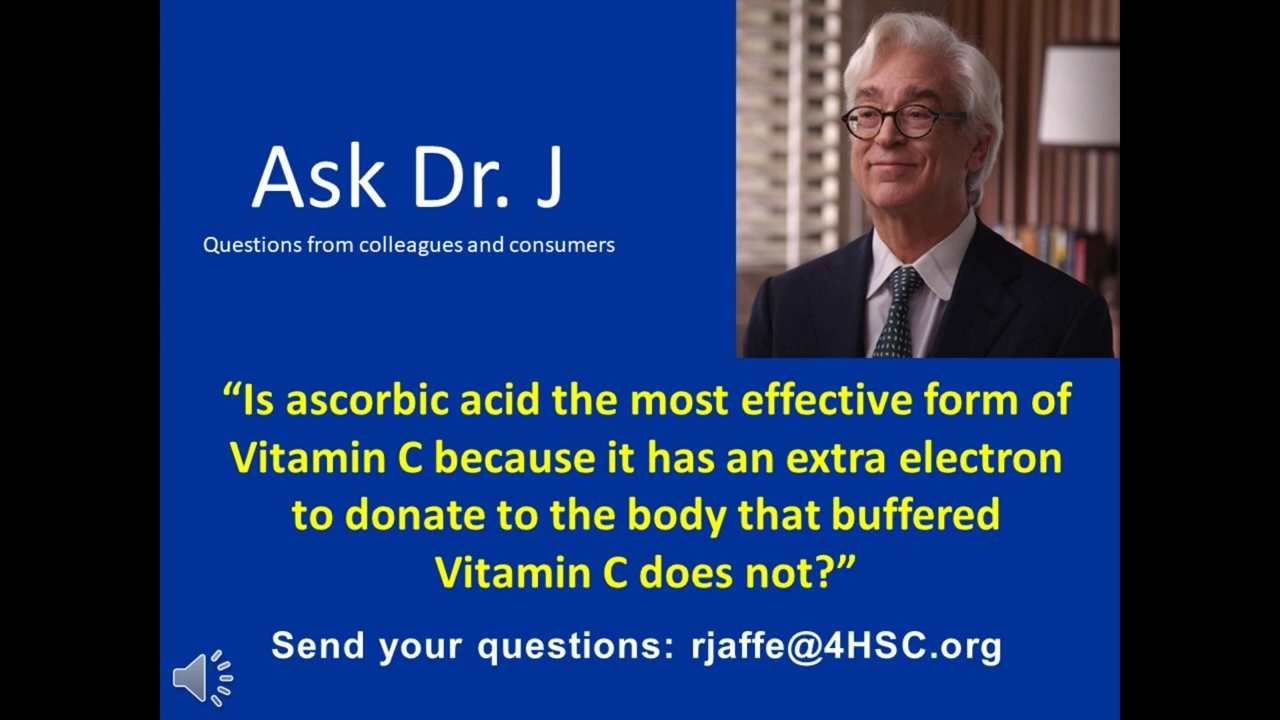 Ask Dr. J
Questions from colleagues and consumers
“Is ascorbic acid the most effective form of
Vitamin C because it has an extra electron
to donate to the body that buffered
Vitamin C does not?”
Send your questions: rjaffe@4HSC.org